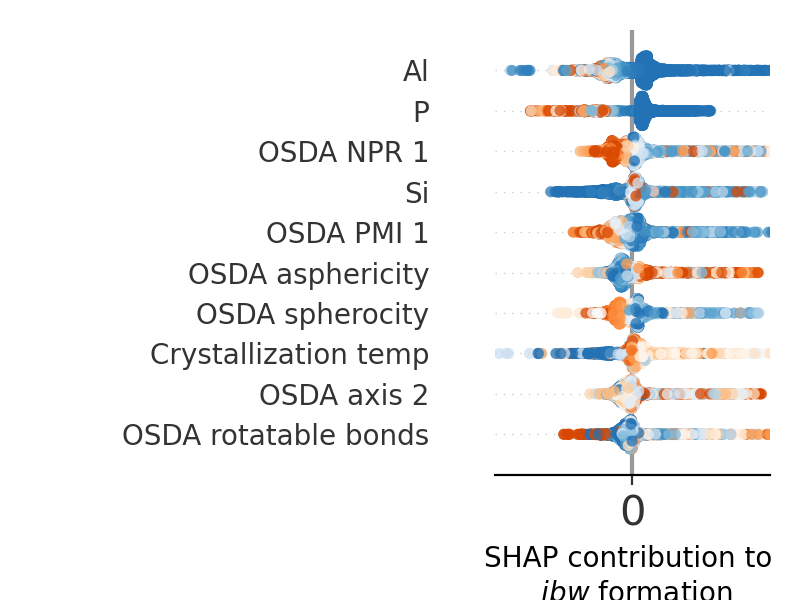 Al
P
OSDA NPR 1
Si
OSDA PMI 1
OSDA asphericity
OSDA spherocity
Crystallization temp
OSDA axis 2
OSDA rotatable bonds
0
SHAP contribution to
ibw formation